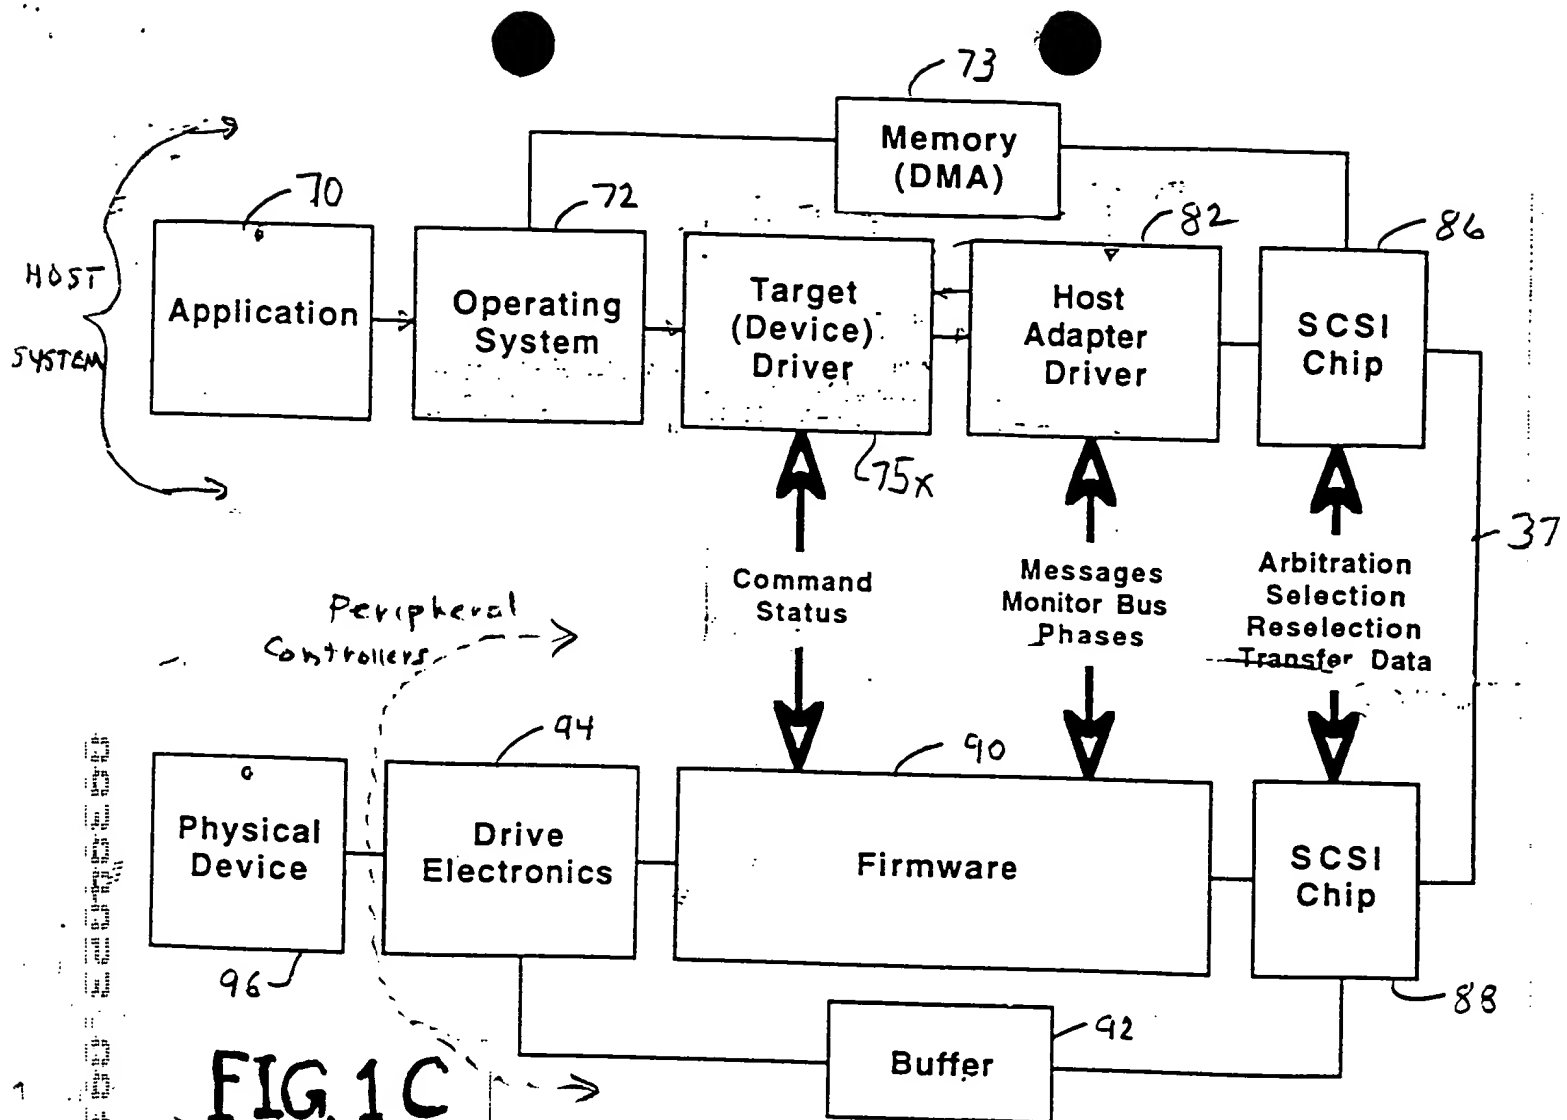 73
Memory
(DMA)
70
72
82
86
HOST
SYSTEM
Application
Operating
System
Target
(Device)
Driver
Host
Adapter
Driver
SCSI
Chip
75x
37
Command
Status
Messages
Monitor Bus
Phases
Arbitration
Selection
Reselection
Transfer Data
Peripheral
Controllers
94
90
Physical
Device
Drive
Electronics
Firmware
SCSI
Chip
96
88
92
Buffer
FIG. 1C